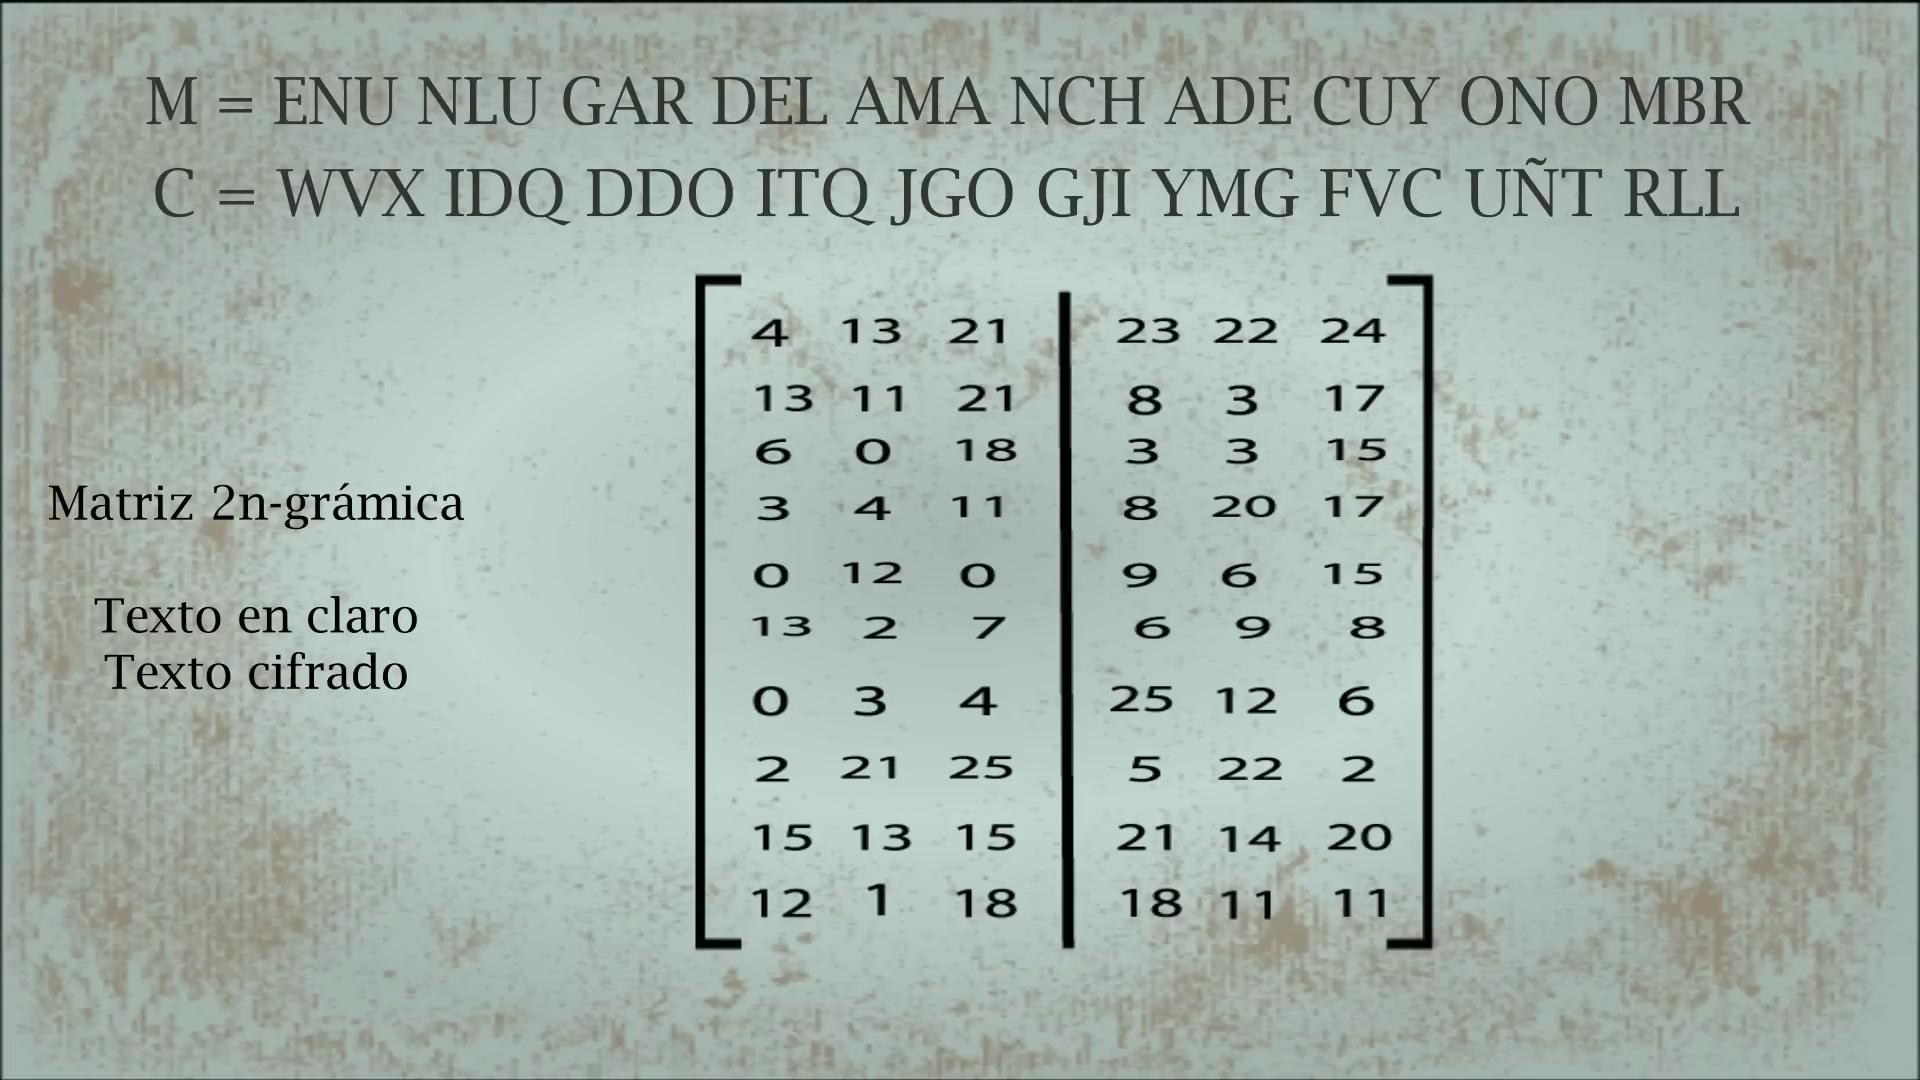 M = ENU NLU GAR DEL AMA NCH ADE CUY ONO MBR
C = WVX IDQ DDO ITQ JGO GJI YMG FVC UÑT RLL
4 13 21 23 22 24
13 11 21 8 3 17
6 0 18 3 3 15
Matriz 2n-grámica
3 4 11 8 20 17
0 12 0 9 6 15
Texto en claro
13 2 7 6 9 8
Texto cifrado
0 3 4 25 12 6
2 21 25 5 22 2
15 13 15 21 14 20
12 1 18 18 11 11